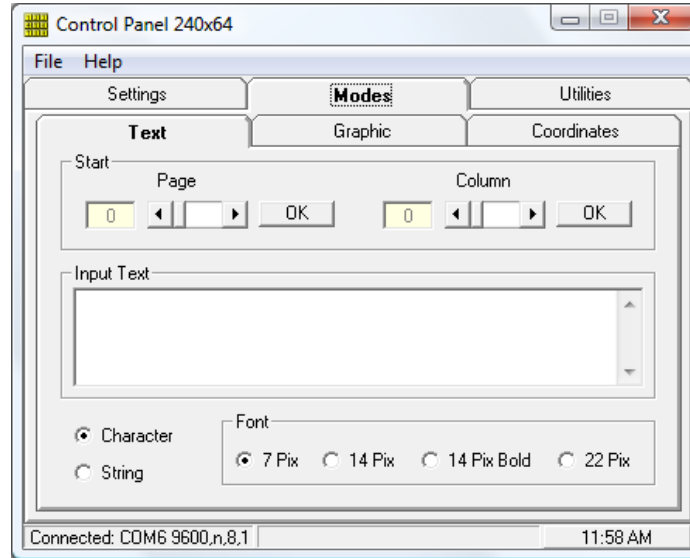 Control Panel 240x64
File Help
Settings Modes Utilities
Text Graphic Coordinates
Start
Page Column
0 OK 0 OK
Input Text
Character
String
Font
7 Pix 14 Pix 14 Pix Bold 22 Pix
Connected: COM6 9600,n,8,1 11:58 AM